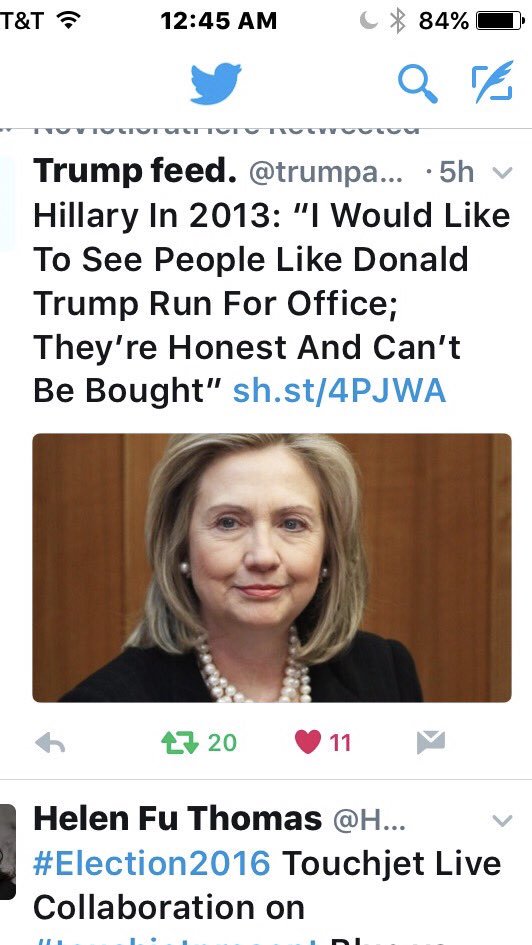 T&T 12:45 AM 84%
NovictioratHere Retweeted
Trump feed. @trumpa... · 5h
Hillary In 2013: “I Would Like
To See People Like Donald
Trump Run For Office;
They’re Honest And Can’t
Be Bought” sh.st/4PJWA
20 11
Helen Fu Thomas @H...
#Election2016 Touchjet Live
Collaboration on